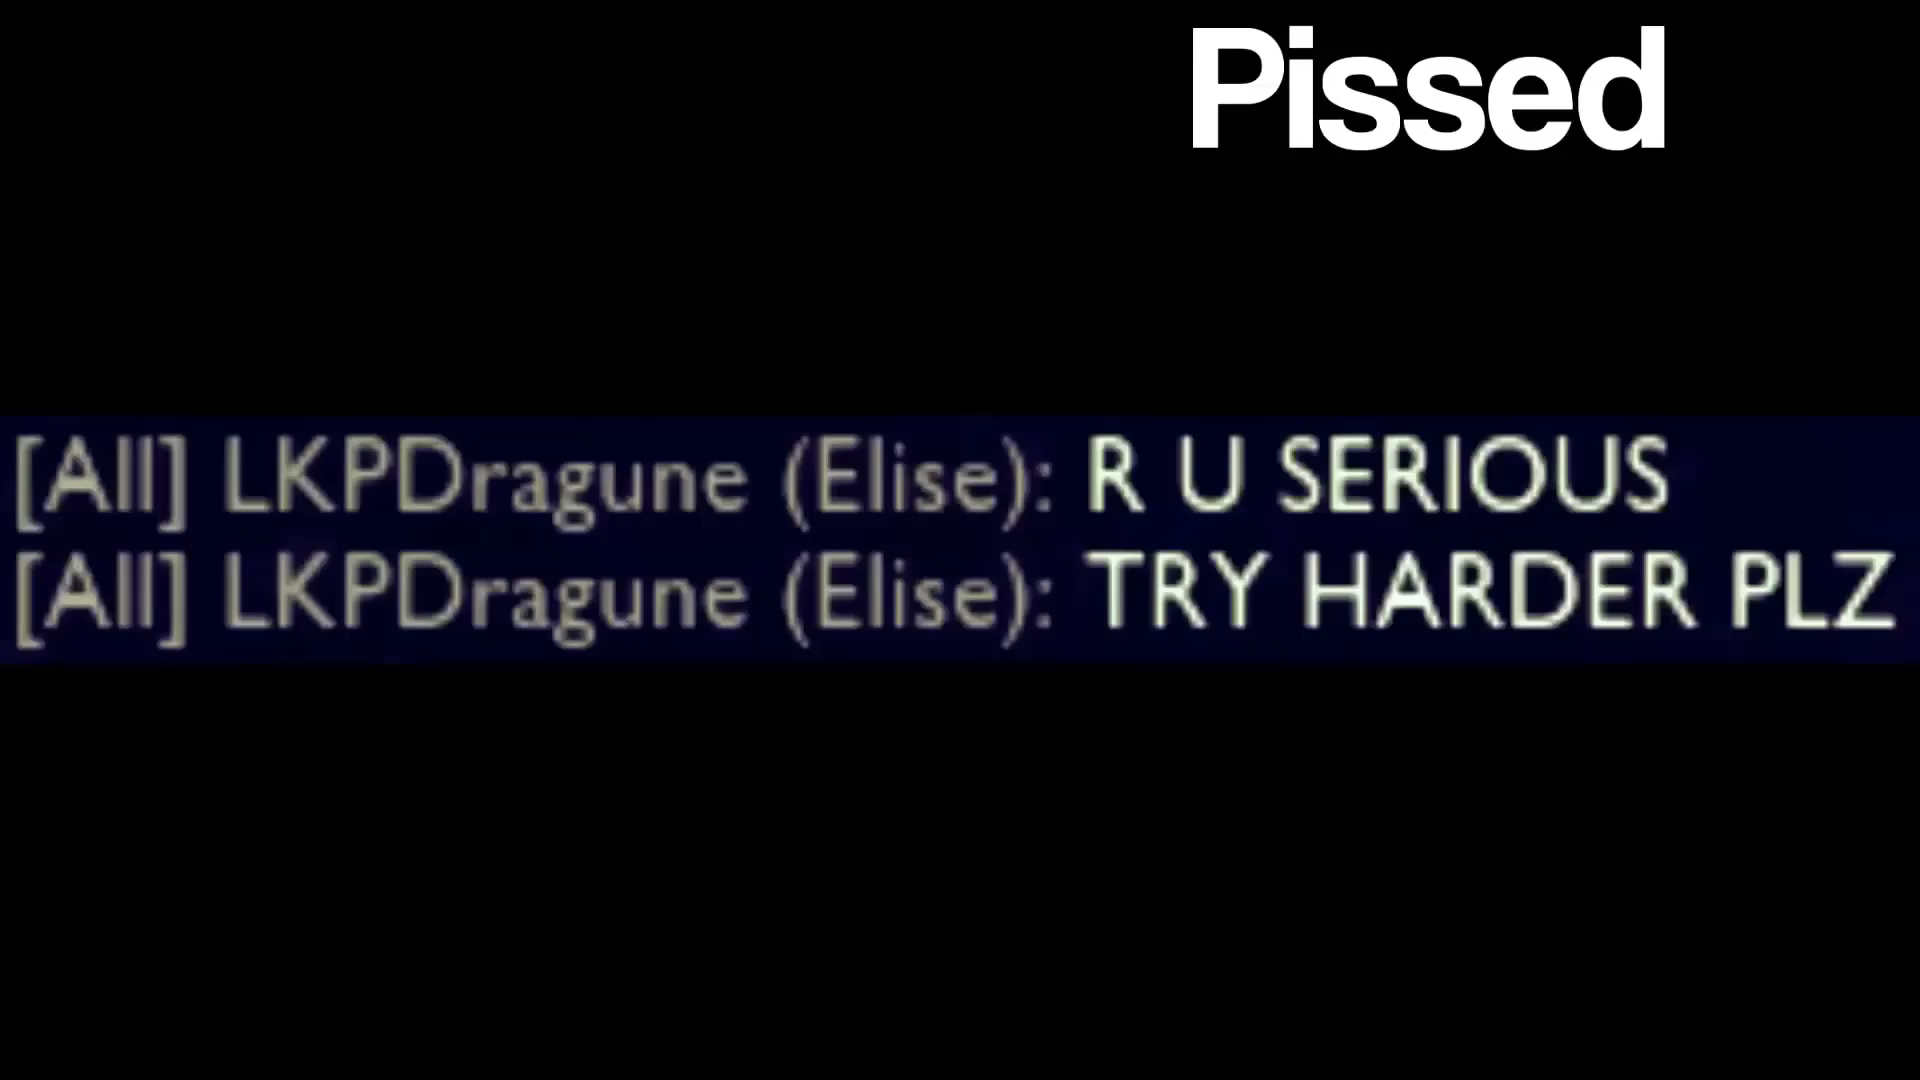 Pissed
[All] LKPDragune (Elise): R U SERIOUS
[All] LKPDragune (Elise): TRY HARDER PLZ